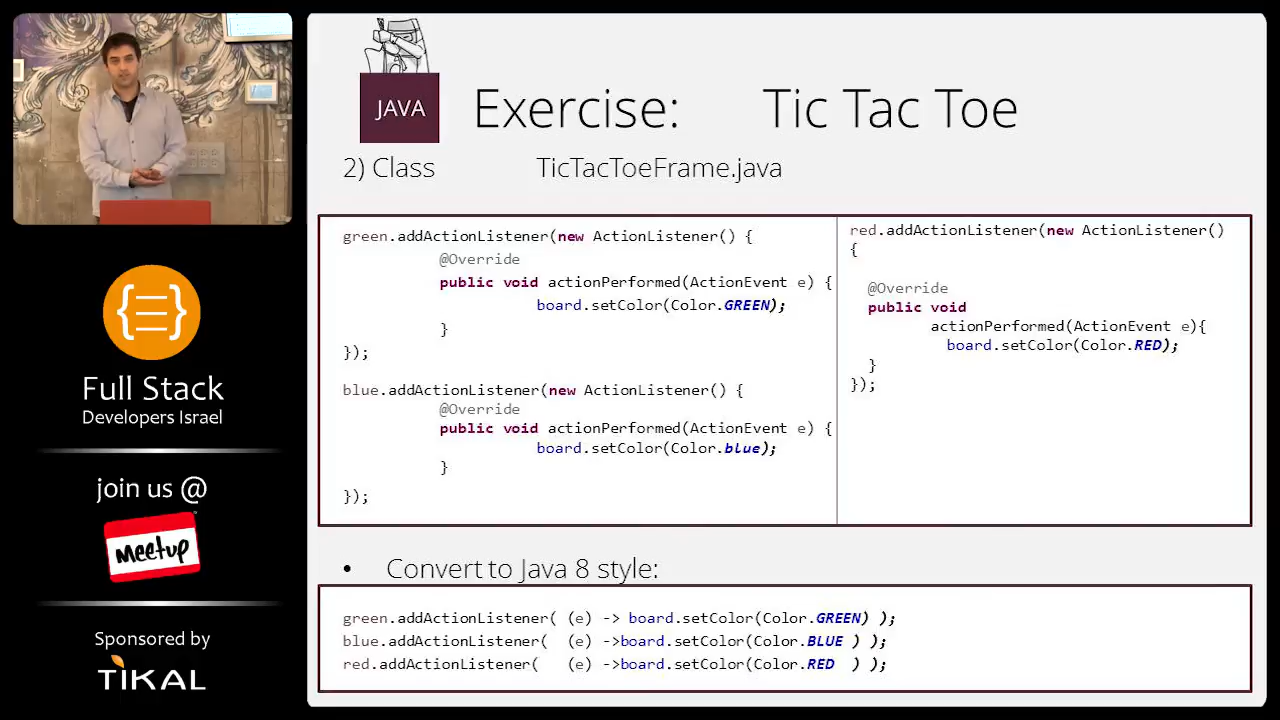 JAVA
Exercise: Tic Tac Toe
2) Class TicTacToeFrame.java
green.addActionListener(new ActionListener() {
@Override
public void actionPerformed(ActionEvent e) {
board.setColor(Color.GREEN);
}
});
blue.addActionListener(new ActionListener() {
@Override
public void actionPerformed(ActionEvent e) {
board.setColor(Color.blue);
}
});
red.addActionListener(new ActionListener()
{
@Override
public void
actionPerformed(ActionEvent e){
board.setColor(Color.RED);
}
});
• Convert to Java 8 style:
green.addActionListener( (e) -> board.setColor(Color.GREEN) );
blue.addActionListener( (e) ->board.setColor(Color.BLUE ) );
red.addActionListener( (e) ->board.setColor(Color.RED ) );
Full Stack
Developers Israel
join us @
Meetup
Sponsored by
TIKAL